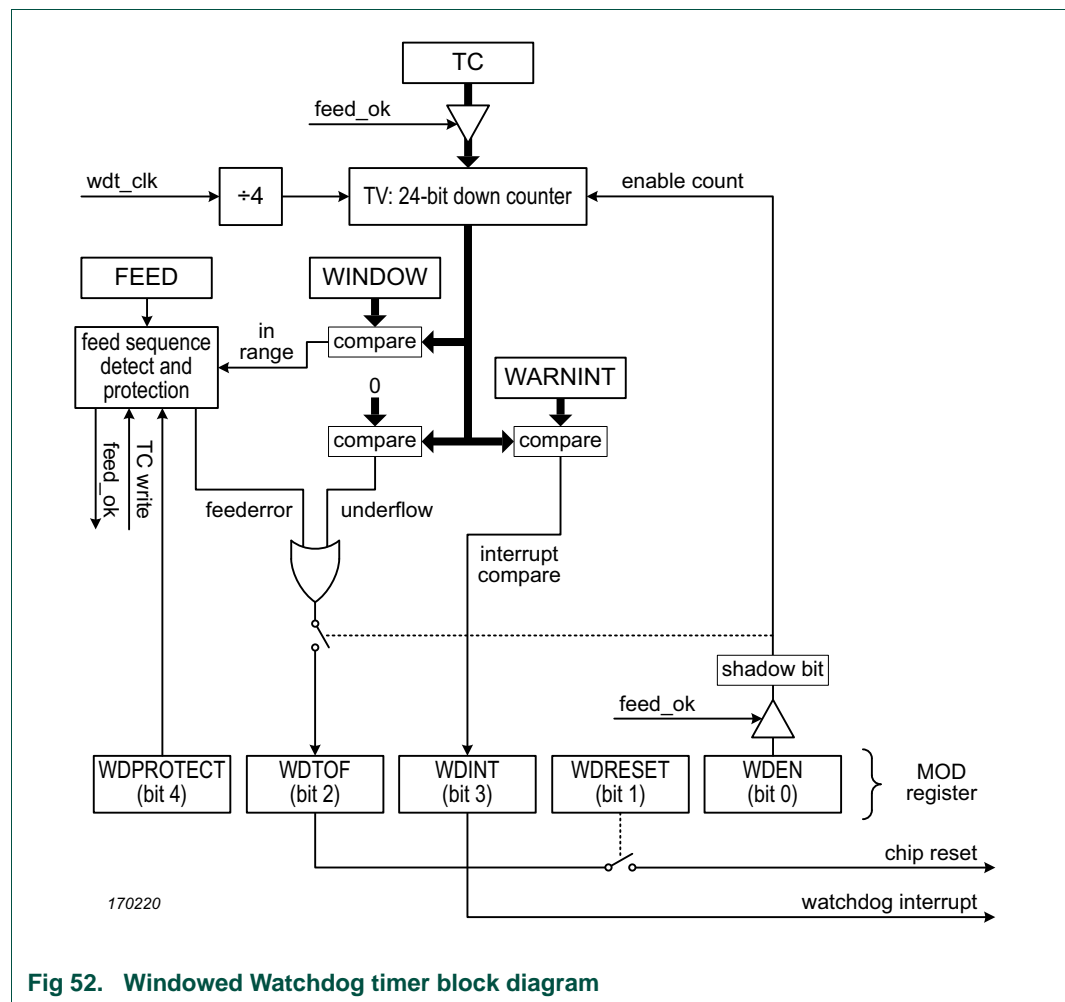 TC
feed_ok
wdt_clk
÷4
TV: 24-bit down counter
enable count
FEED
WINDOW
feed sequence
detect and
protection
in
range
compare
WARNINT
0
compare
compare
feed_ok
TC write
feederror
underflow
interrupt
compare
shadow bit
feed_ok
WDPROTECT
(bit 4)
WDTOF
(bit 2)
WDINT
(bit 3)
WDRESET
(bit 1)
WDEN
(bit 0)
MOD
register
chip reset
170220
watchdog interrupt
Fig 52. Windowed Watchdog timer block diagram